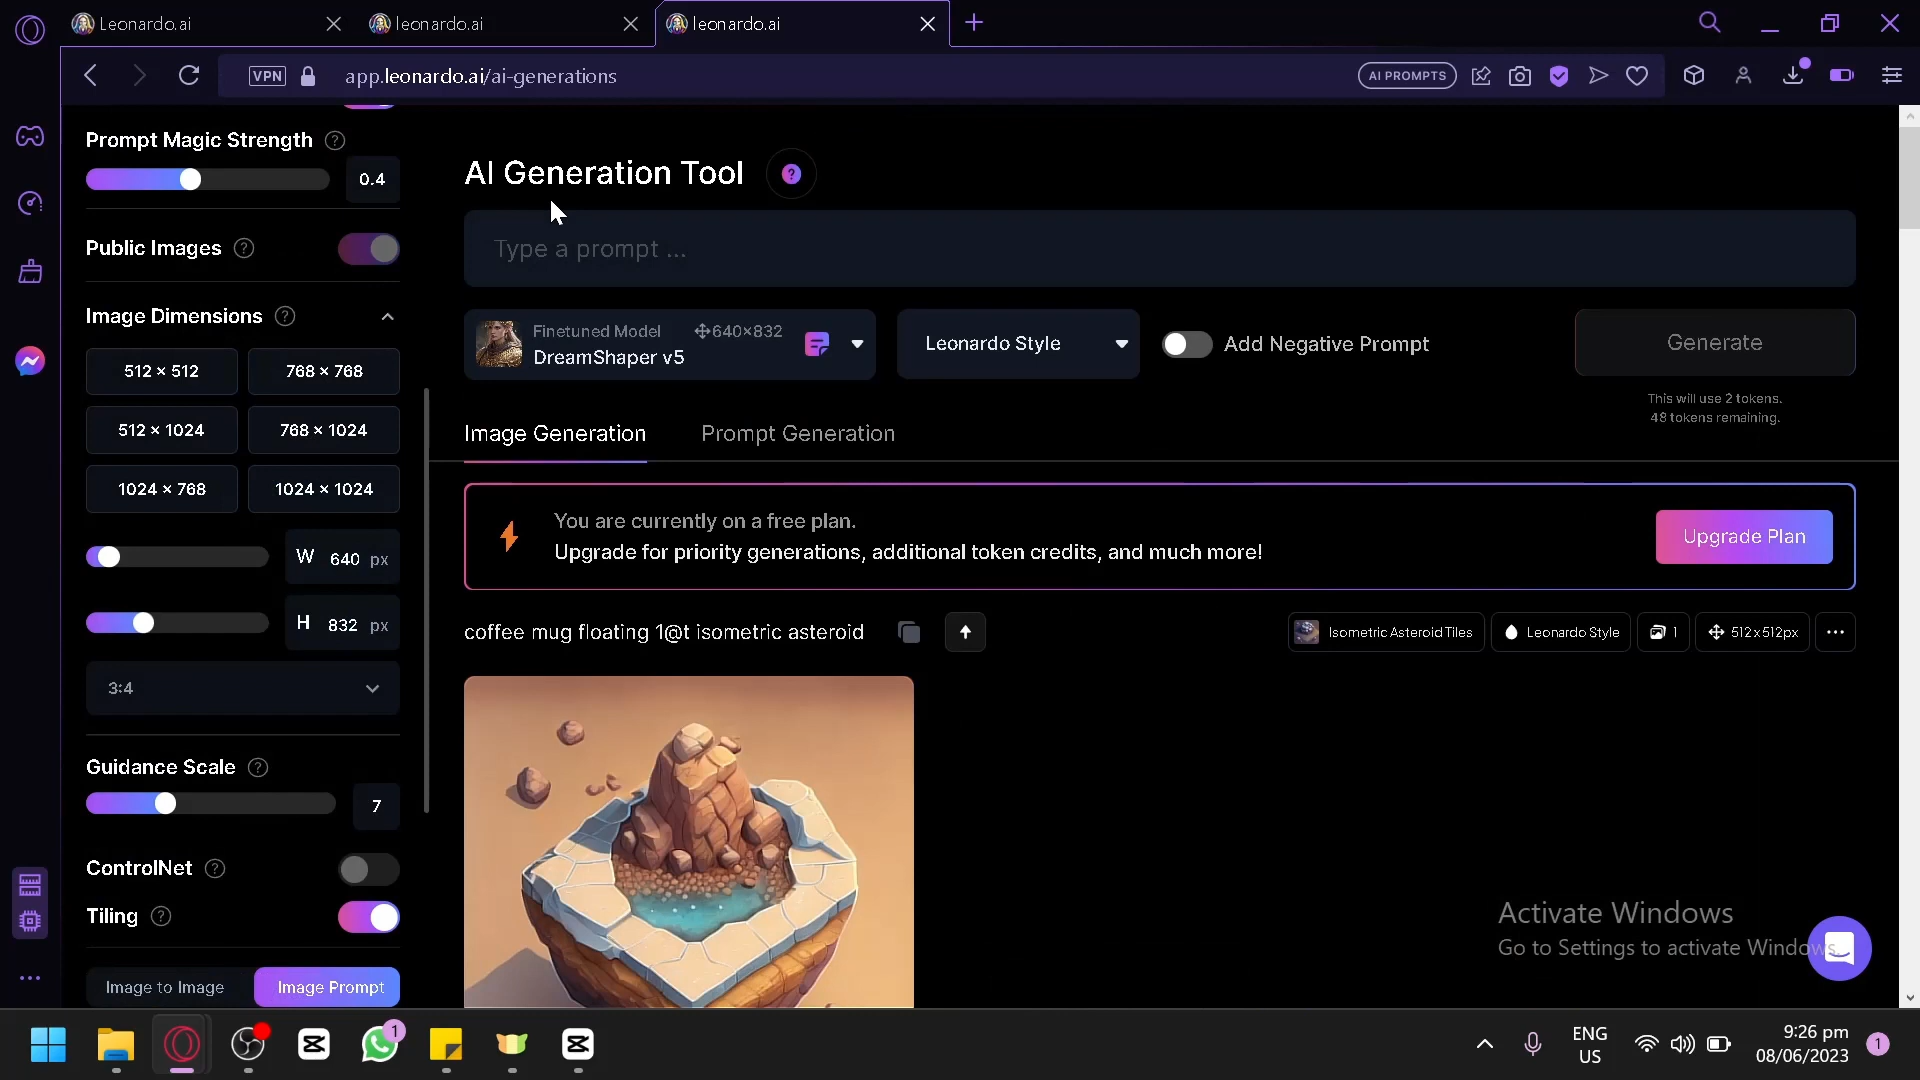 Leonardo.ai
leonardo.ai
leonardo.ai
VPN
app.leonardo.ai/ai-generations
AI PROMPTS
Prompt Magic Strength ?
0.4
Public Images ?
Image Dimensions ?
512 × 512
768 × 768
512 × 1024
768 × 1024
1024 × 768
1024 × 1024
W 640 px
H 832 px
3:4
Guidance Scale ?
7
ControlNet ?
Tiling ?
Image to Image
Image Prompt
AI Generation Tool ?
Type a prompt ...
Finetuned Model
640×832
DreamShaper v5
Leonardo Style
Add Negative Prompt
Generate
This will use 2 tokens.
48 tokens remaining.
Image Generation
Prompt Generation
You are currently on a free plan.
Upgrade for priority generations, additional token credits, and much more!
Upgrade Plan
coffee mug floating 1@t isometric asteroid
Isometric Asteroid Tiles
Leonardo Style
1
512x512px
Activate Windows
Go to Settings to activate Windows.
1
ENG
US
9:26 pm
08/06/2023
1